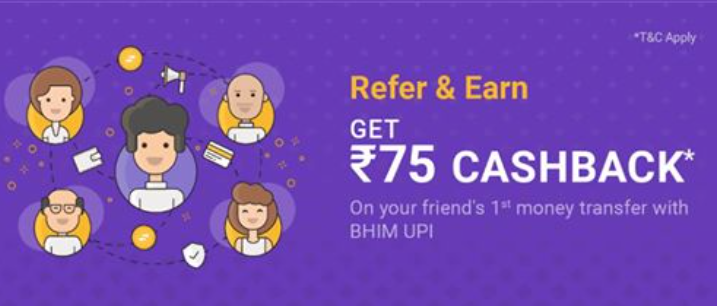 *T&C Apply
Refer & Earn
GET
₹75 CASHBACK*
On your friend's 1st money transfer with
BHIM UPI